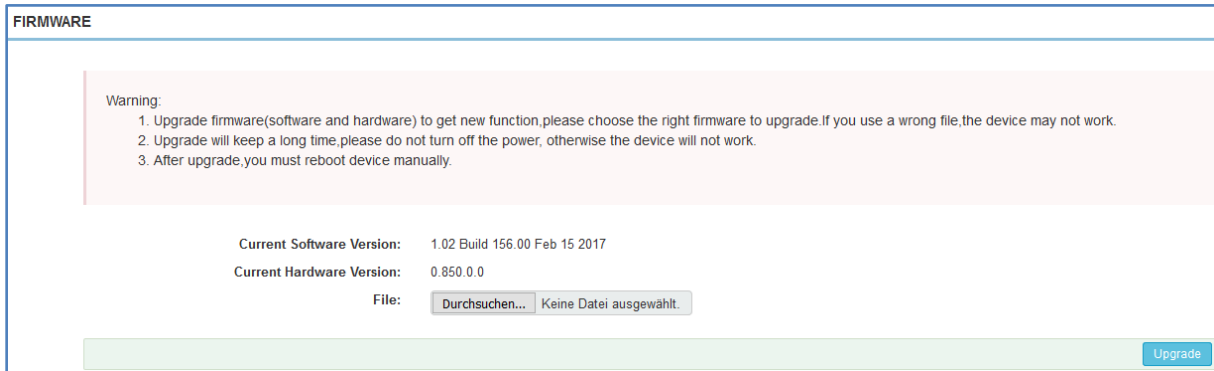 FIRMWARE
Warning:
1. Upgrade firmware(software and hardware) to get new function,please choose the right firmware to upgrade.If you use a wrong file,the device may not work.
2. Upgrade will keep a long time,please do not turn off the power, otherwise the device will not work.
3. After upgrade,you must reboot device manually.
Current Software Version: 1.02 Build 156.00 Feb 15 2017
Current Hardware Version: 0.850.0.0
File: Durchsuchen... Keine Datei ausgewählt.
Upgrade